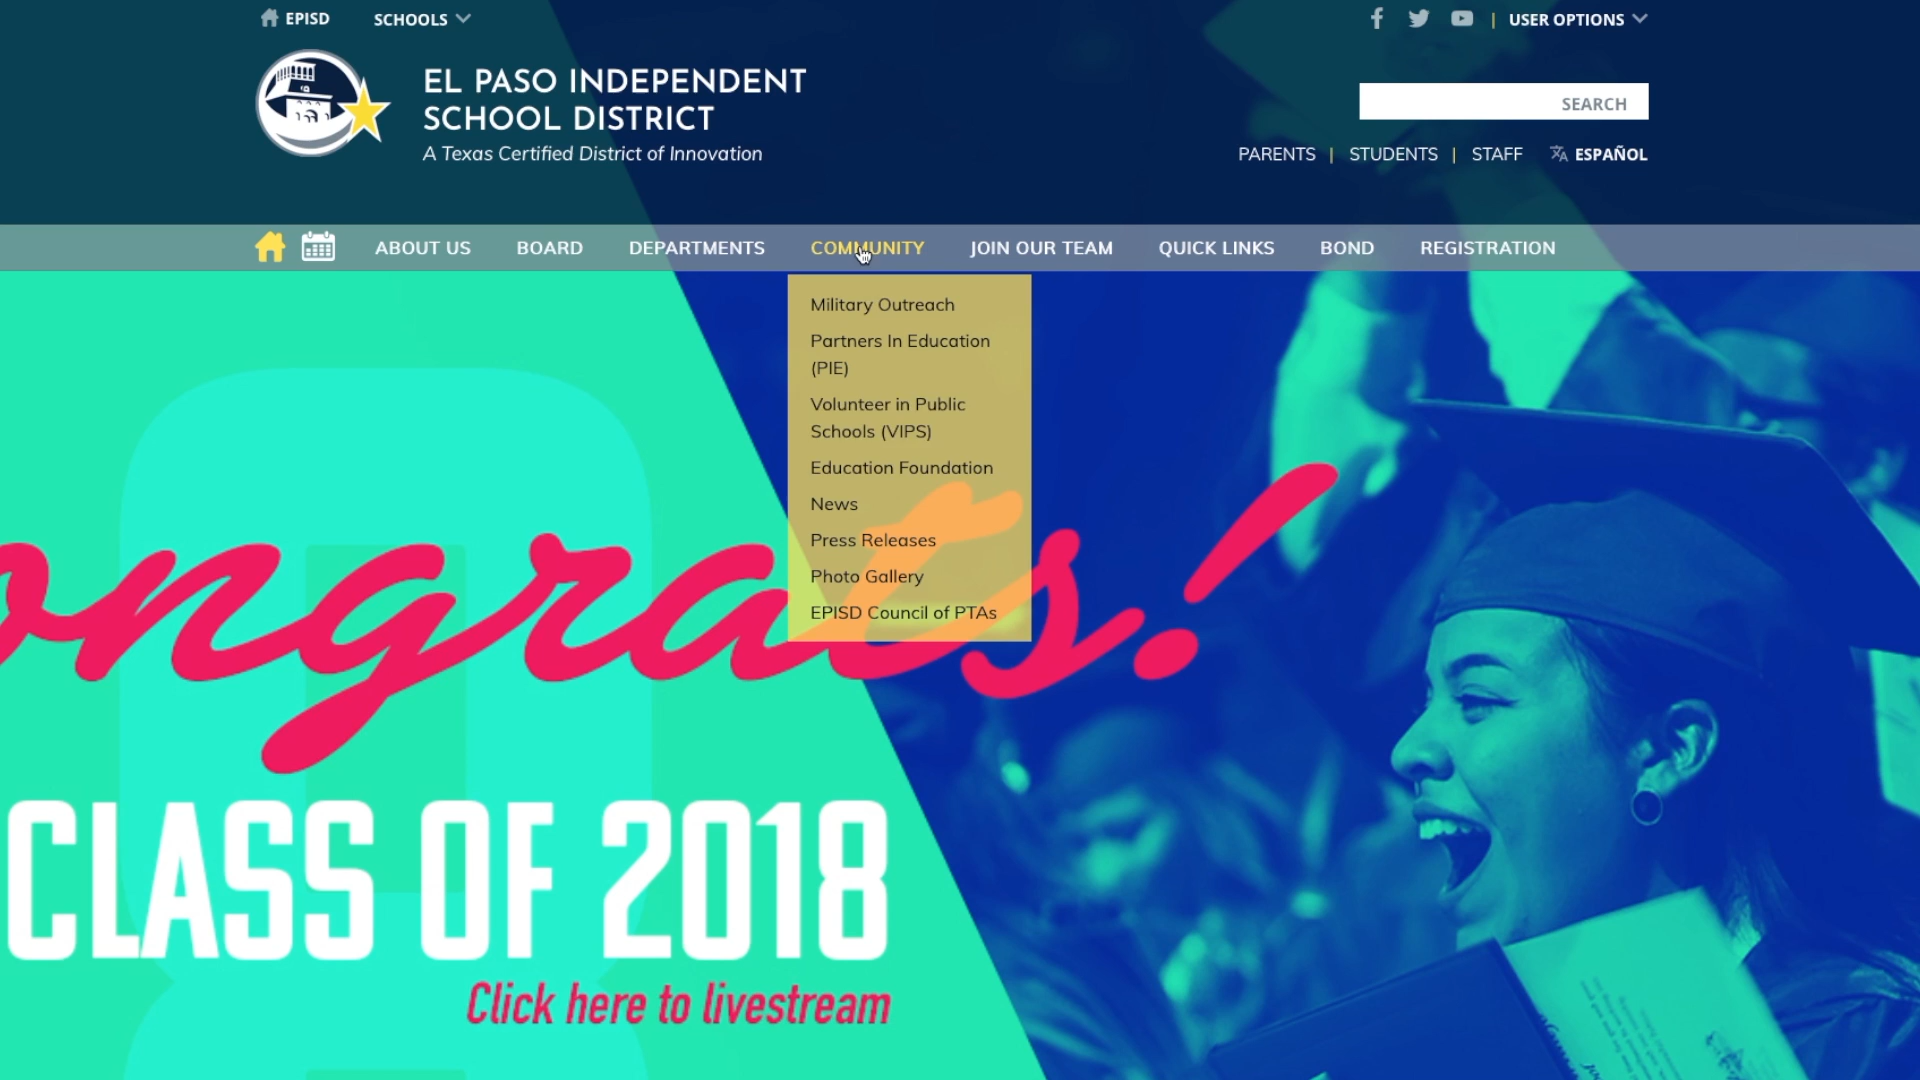 EPISD
SCHOOLS
| USER OPTIONS
EL PASO INDEPENDENT
SCHOOL DISTRICT
A Texas Certified District of Innovation
SEARCH
PARENTS | STUDENTS | STAFF ESPAÑOL
ABOUT US BOARD DEPARTMENTS COMMUNITY JOIN OUR TEAM QUICK LINKS BOND REGISTRATION
Military Outreach
Partners In Education
(PIE)
Volunteer in Public
Schools (VIPS)
Education Foundation
News
Press Releases
Photo Gallery
EPISD Council of PTAs
ongrats!
CLASS OF 2018
Click here to livestream